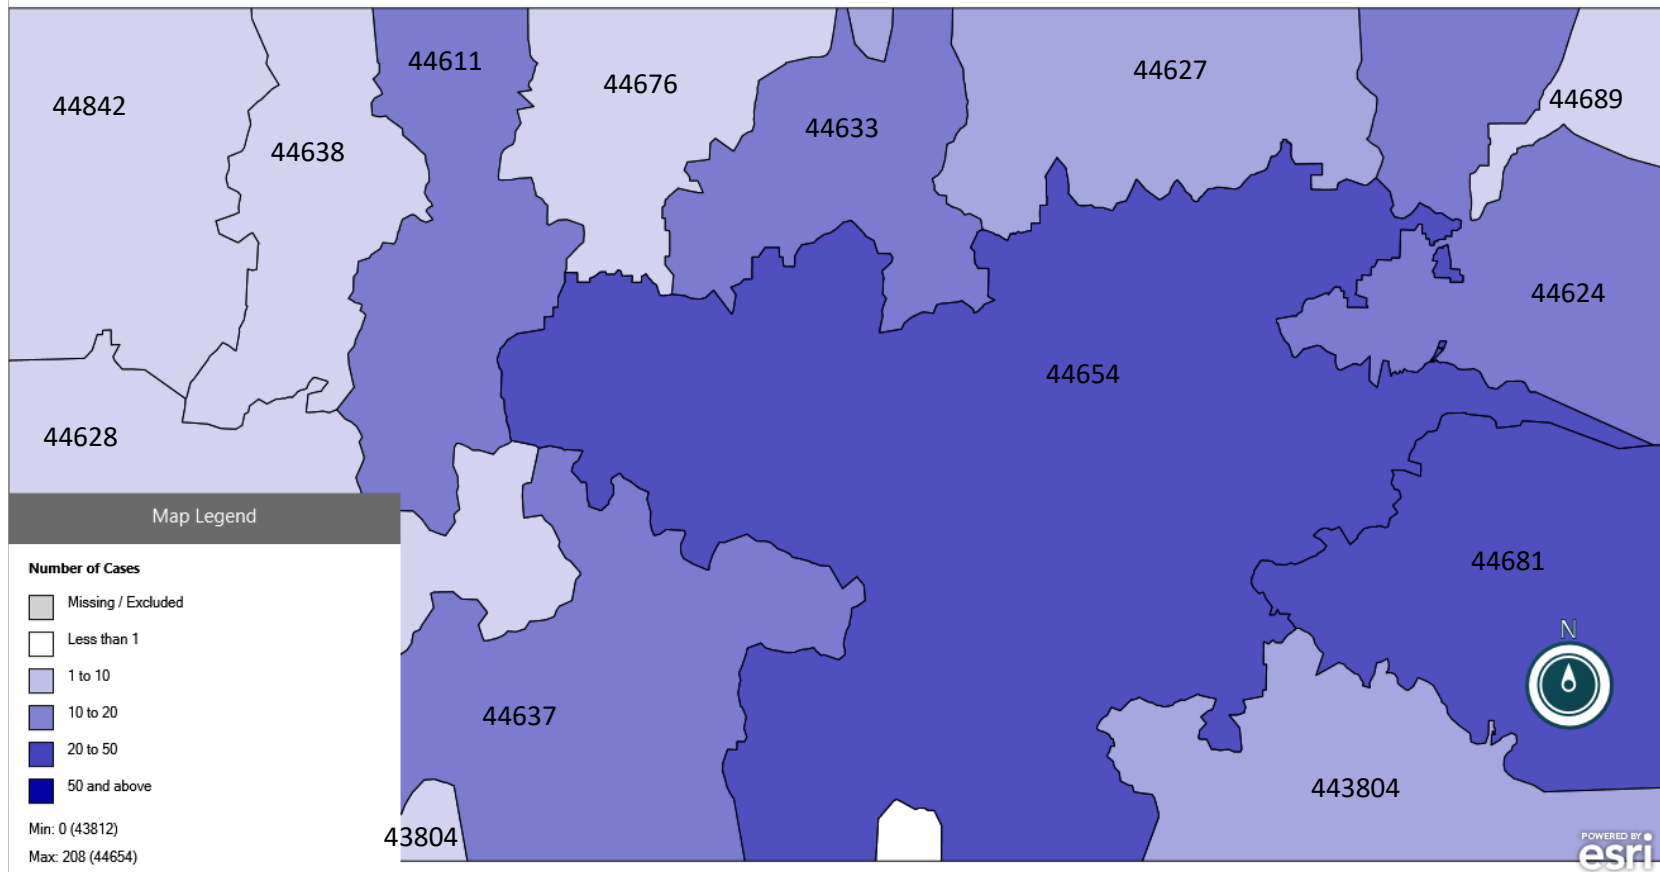 44611
44676
44627
44842
44689
44633
44638
44624
44654
44628
Map Legend
Number of Cases
Missing / Excluded
Less than 1
1 to 10
10 to 20
20 to 50
50 and above
Min: 0 (43812)
Max: 208 (44654)
44681
N
44637
443804
43804
POWERED BY
esri